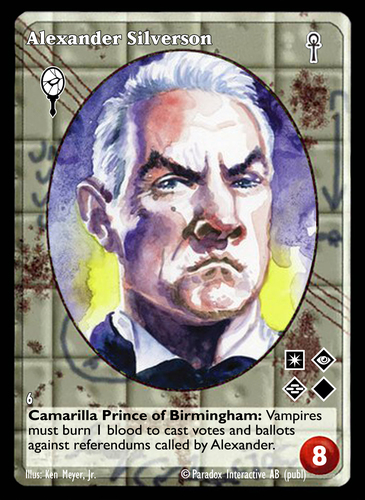 Alexander Silverson
6
Camarilla Prince of Birmingham: Vampires
must burn 1 blood to cast votes and ballots
against referendums called by Alexander.
8
Illus: Ken Meyer, Jr.
© Paradox Interactive AB (publ)